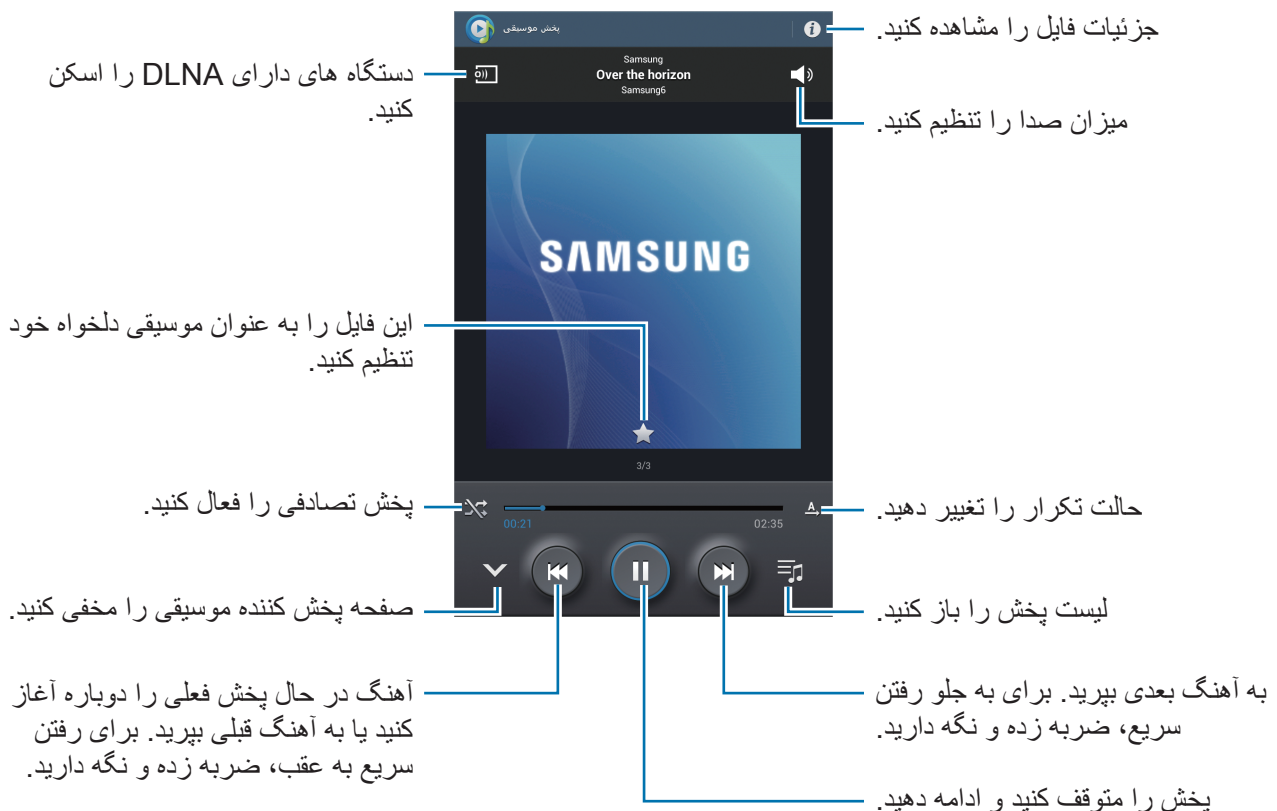 پخش موسیقی
Samsung
Over the horizon
Samsung6
جزئیات فایل را مشاهده کنید.
دستگاه های دارای DLNA را اسکن
کنید.
میزان صدا را تنظیم کنید.
SAMSUNG
این فایل را به عنوان موسیقی دلخواه خود
تنظیم کنید.
3/3
پخش تصادفی را فعال کنید.
00:21
02:35
A
حالت تکرار را تغییر دهید.
صفحه پخش کننده موسیقی را مخفی کنید.
لیست پخش را باز کنید.
به آهنگ بعدی بپرید. برای به جلو رفتن
سریع، ضربه زده و نگه دارید.
آهنگ در حال پخش فعلی را دوباره آغاز
کنید یا به آهنگ قبلی بپرید. برای رفتن
سریع به عقب، ضربه زده و نگه دارید.
پخش را متوقف کنید و ادامه دهید.